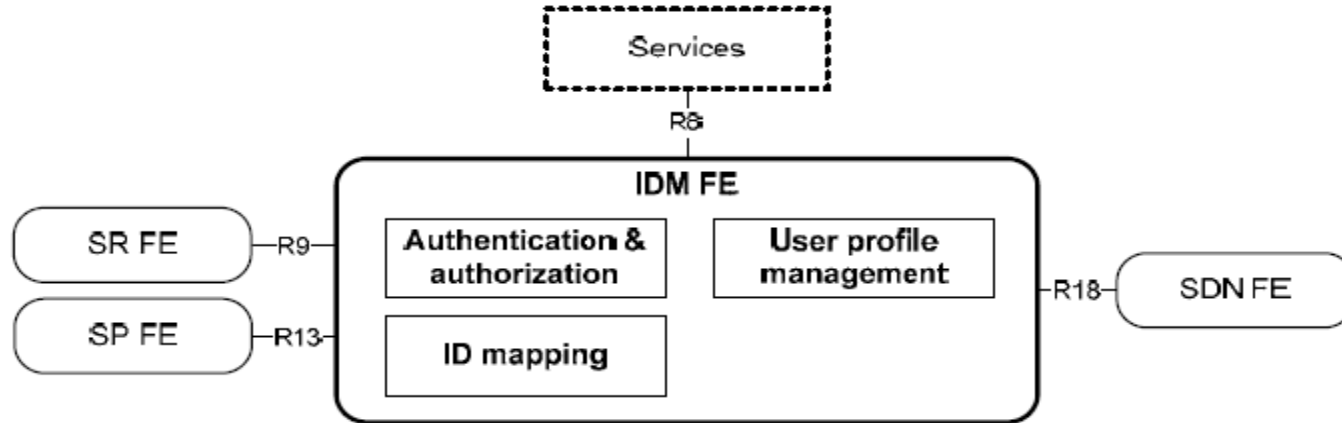 Services
R8
IDM FE
Authentication &
authorization
User profile
management
SR FE
R9
SP FE
R13
ID mapping
R18
SDN FE